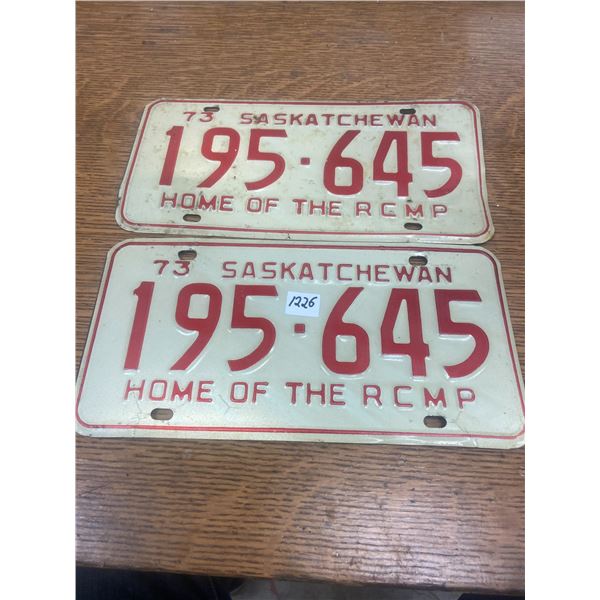 73 SASKATCHEWAN
195·645
HOME OF THE RCMP
73 SASKATCHEWAN
195·645
1226
HOME OF THE RCMP